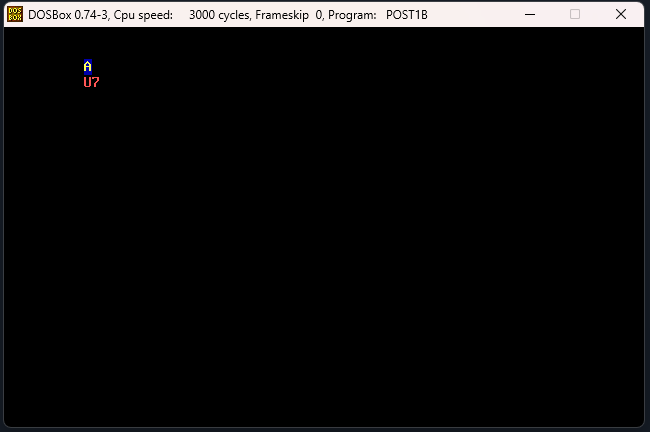 DOSBox 0.74-3, Cpu speed: 3000 cycles, Frameskip 0, Program: POST1B
A
U7